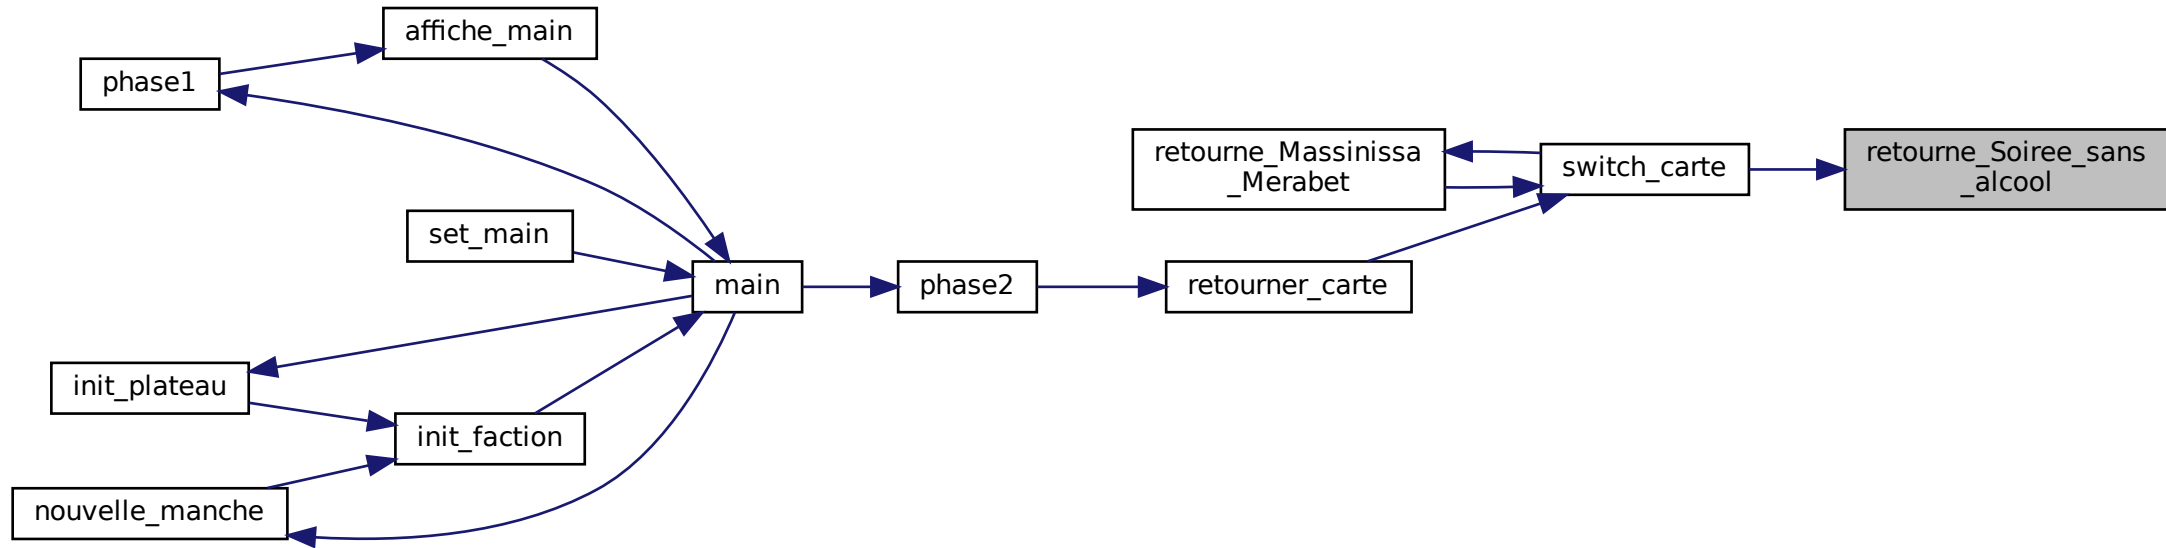 affiche_main
phase1
retourne_Massinissa
_Merabet
switch_carte
retourne_Soiree_sans
_alcool
set_main
main
phase2
retourner_carte
init_plateau
init_faction
nouvelle_manche